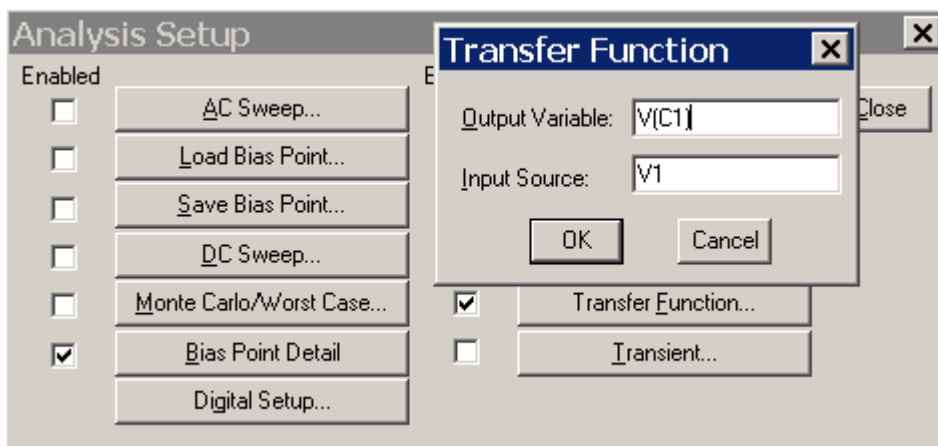 Analysis Setup
Enabled
AC Sweep...
Load Bias Point...
Save Bias Point...
DC Sweep...
Monte Carlo/Worst Case...
Bias Point Detail
Digital Setup...
E
Close
Transfer Function...
Transient...
Transfer Function
Output Variable: V(C1)
Input Source: V1
OK Cancel